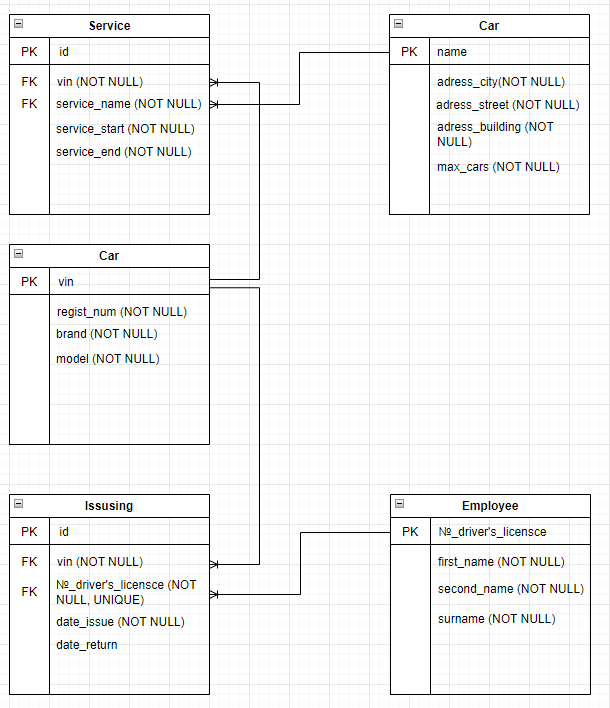 Service
PK id
FK vin (NOT NULL)
FK service_name (NOT NULL)
service_start (NOT NULL)
service_end (NOT NULL)
Car
PK name
adress_city(NOT NULL)
adress_street (NOT NULL)
adress_building (NOT
NULL)
max_cars (NOT NULL)
Car
PK vin
regist_num (NOT NULL)
brand (NOT NULL)
model (NOT NULL)
Issusing
PK id
FK vin (NOT NULL)
FK №_driver's_licensce (NOT
NULL, UNIQUE)
date_issue (NOT NULL)
date_return
Employee
PK №_driver's_licensce
first_name (NOT NULL)
second_name (NOT NULL)
surname (NOT NULL)